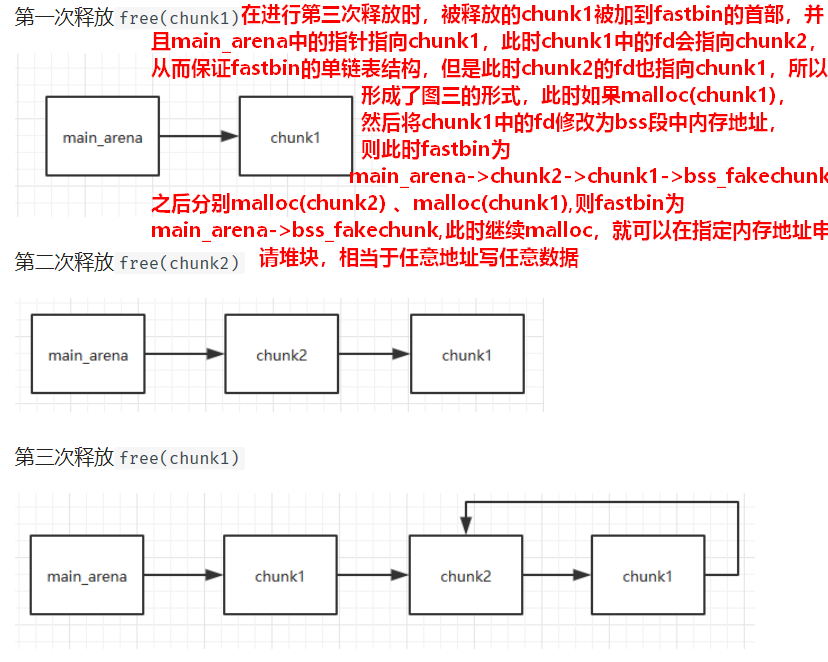 第一次释放 free(chunk1)
在进行第三次释放时，被释放的chunk1被加到fastbin的首部，并
且main_arena中的指针指向chunk1，此时chunk1中的fd会指向chunk2，
从而保证fastbin的单链表结构，但是此时chunk2的fd也指向chunk1，所以
形成了图三的形式，此时如果malloc(chunk1)，
然后将chunk1中的fd修改为bss段中内存地址，
则此时fastbin为
main_arena->chunk2->chunk1->bss_fakechunk
之后分别malloc(chunk2) 、malloc(chunk1),则fastbin为
main_arena->bss_fakechunk,此时继续malloc，就可以在指定内存地址申
请堆块，相当于任意地址写任意数据
main_arena
chunk1
第二次释放 free(chunk2)
main_arena
chunk2
chunk1
第三次释放 free(chunk1)
main_arena
chunk1
chunk2
chunk1